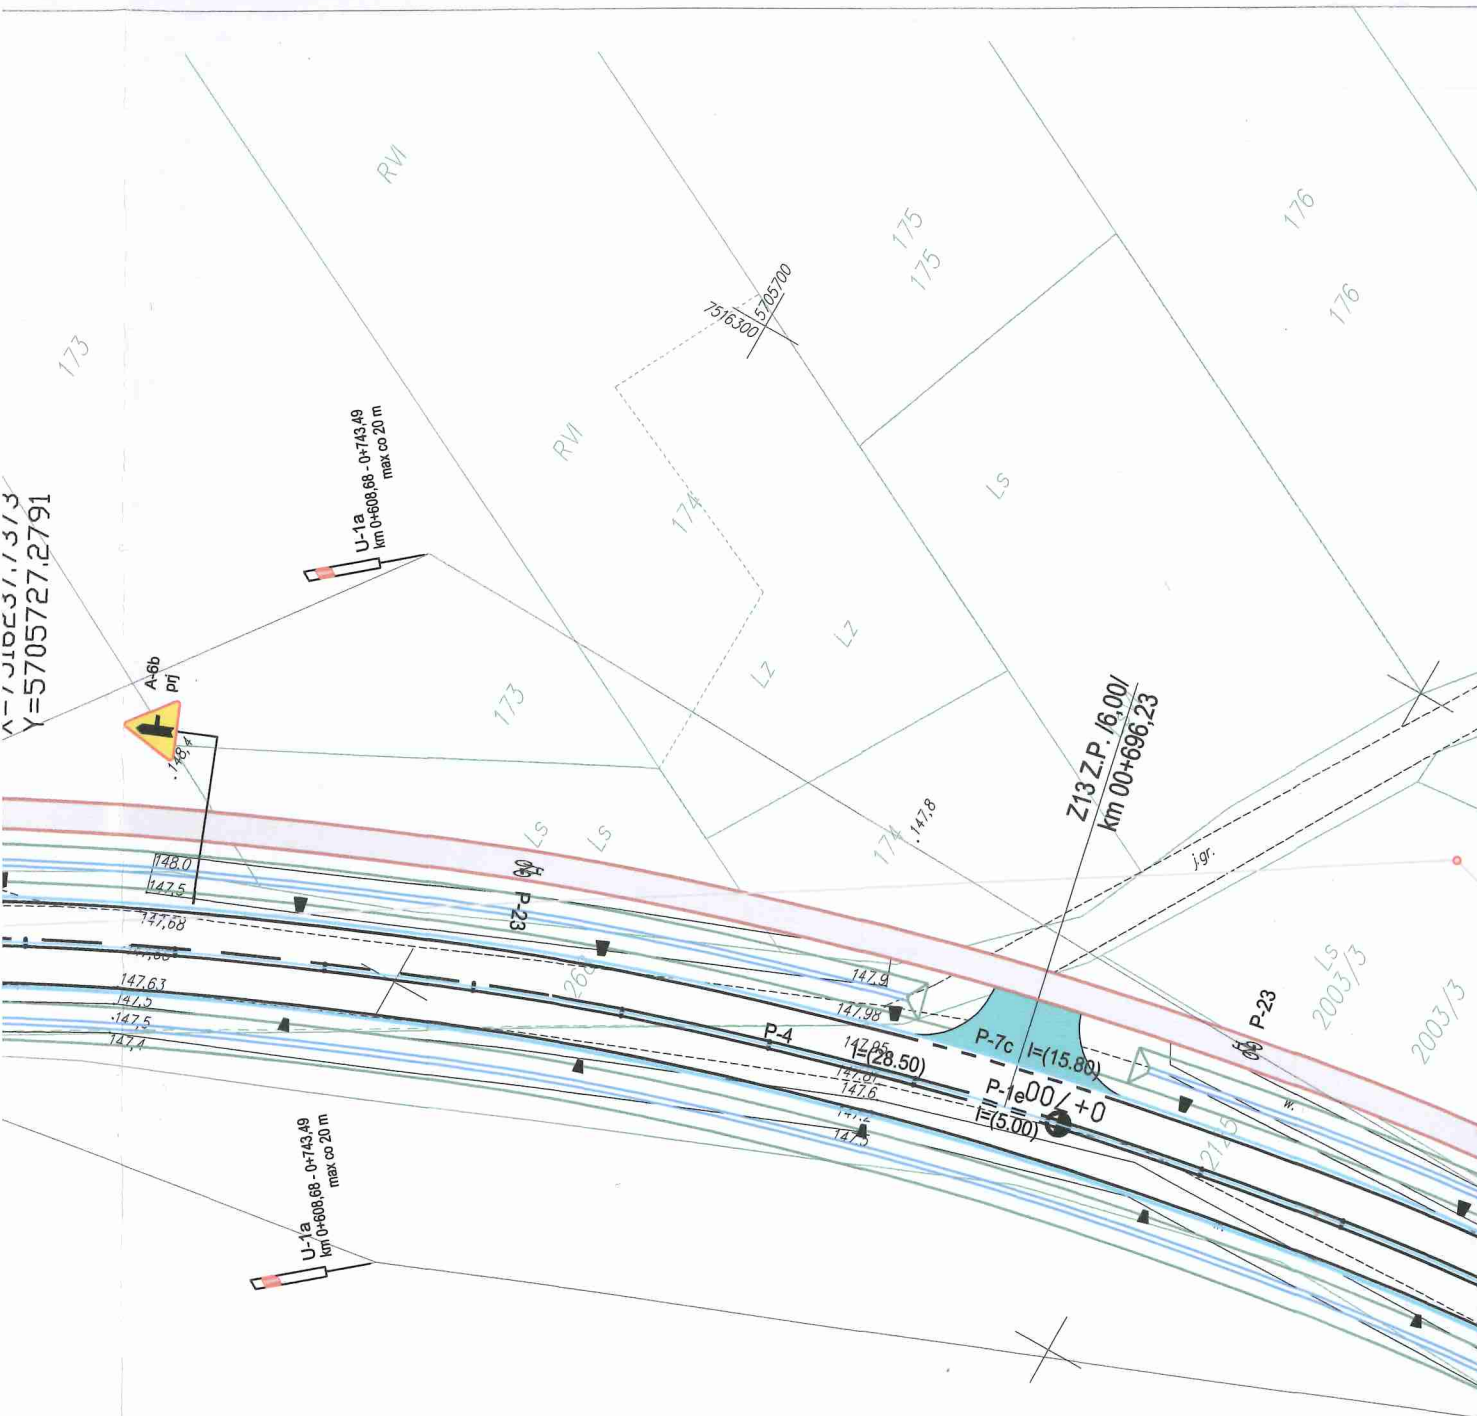 RVI
175
175
176
176
173
7516300
5705700
RVI
174
Ls
U-1a
km 0+608,68 - 0+743,49
max co 20 m
Y=5705727.2791
A-6b
prj
.148,4
173
Lz
Lz
Z13 Z.P. /6,00/
km 00+696,23
Ls
Ls
174
.147,8
j.gr.
148.0
147,5
P-23
147,68
147,63
147,5
.147,5
147,4
147,9
147,98
147,95
P-4
l=(28.50)
147,6
147,5
P-7c l=(15.80)
P-1e
l=(5.00)
P-23
w.
Ls
2003/3
2003/3
U-1a
km 0+608,68 - 0+743,49
max co 20 m